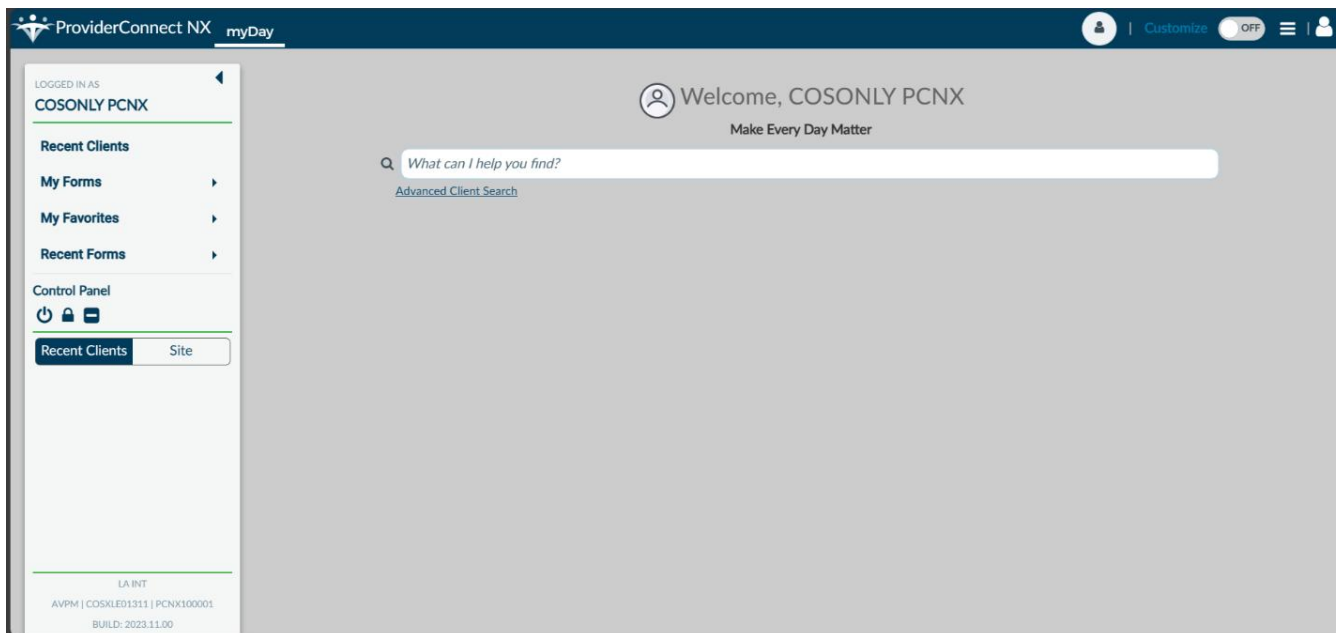 ProviderConnect NX myDay
Customize OFF
LOGGED IN AS
COSONLY PCNX
Recent Clients
My Forms
My Favorites
Recent Forms
Control Panel
Recent Clients Site
LA INT
AVPM | COSXLE01311 | PCNX100001
BUILD: 2023.11.00
Welcome, COSONLY PCNX
Make Every Day Matter
What can I help you find?
Advanced Client Search